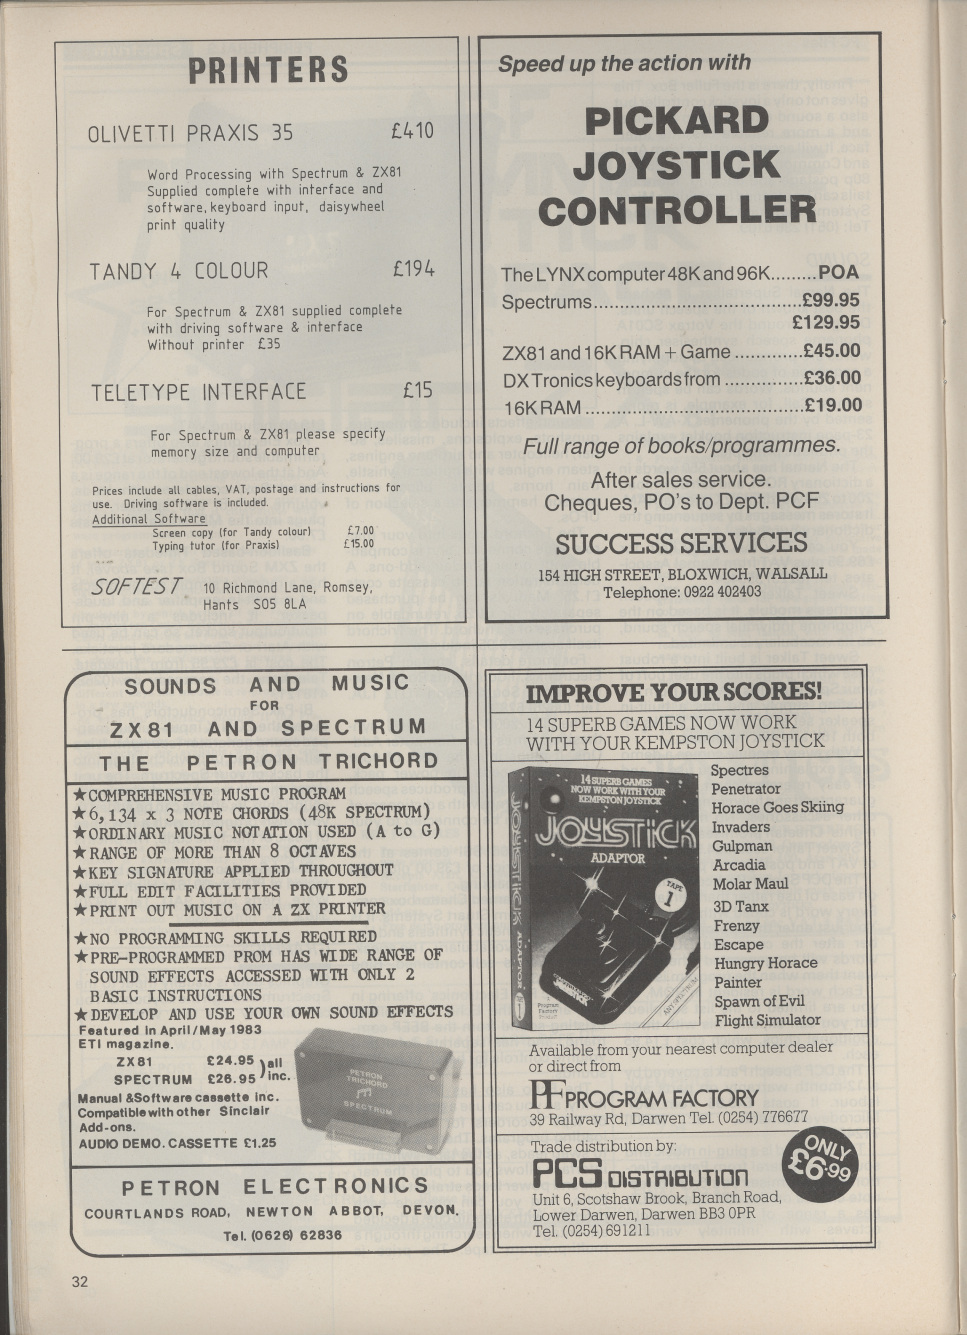 PRINTERS
OLIVETTI PRAXIS 35 £410
Word Processing with Spectrum & ZX81
Supplied complete with interface and
software, keyboard input, daisywheel
print quality
TANDY 4 COLOUR £194
For Spectrum & ZX81 supplied complete
with driving software & interface
Without printer £35
TELETYPE INTERFACE £15
For Spectrum & ZX81 please specify
memory size and computer
Prices include all cables, VAT, postage and instructions for
use. Driving software is included.
Additional Software
Screen copy (for Tandy colour) £7.00
Typing tutor (for Praxis) £15.00
SOFTEST 10 Richmond Lane, Romsey,
Hants SO5 8LA
Speed up the action with
PICKARD
JOYSTICK
CONTROLLER
The LYNX computer 48K and 96K.........POA
Spectrums....................................£99.95
£129.95
ZX81 and 16K RAM + Game ............£45.00
DX Tronics keyboards from ..............£36.00
16K RAM ......................................£19.00
Full range of books/programmes.
After sales service.
Cheques, PO's to Dept. PCF
SUCCESS SERVICES
154 HIGH STREET, BLOXWICH, WALSALL
Telephone: 0922 402403
SOUNDS AND MUSIC
FOR
ZX81 AND SPECTRUM
THE PETRON TRICHORD
★COMPREHENSIVE MUSIC PROGRAM
★6,134 x 3 NOTE CHORDS (48K SPECTRUM)
★ORDINARY MUSIC NOTATION USED (A to G)
★RANGE OF MORE THAN 8 OCTAVES
★KEY SIGNATURE APPLIED THROUGHOUT
★FULL EDIT FACILITIES PROVIDED
★PRINT OUT MUSIC ON A ZX PRINTER
★NO PROGRAMMING SKILLS REQUIRED
★PRE-PROGRAMMED PROM HAS WIDE RANGE OF
SOUND EFFECTS ACCESSED WITH ONLY 2
BASIC INSTRUCTIONS
★DEVELOP AND USE YOUR OWN SOUND EFFECTS
Featured in April/May 1983
ETI magazine.
ZX81 £24.95 ) all
SPECTRUM £26.95 ) inc.
Manual &Software cassette inc.
Compatible with other Sinclair
Add-ons.
AUDIO DEMO. CASSETTE £1.25
PETRON
TRICHORD
SPECTRUM
PETRON ELECTRONICS
COURTLANDS ROAD, NEWTON ABBOT, DEVON.
Tel. (0626) 62836
IMPROVE YOUR SCORES!
14 SUPERB GAMES NOW WORK
WITH YOUR KEMPSTON JOYSTICK
14 SUPERB GAMES
NOW WORK WITH YOUR
KEMPSTON JOYSTICK
JOYSTICK
ADAPTOR
TAPE
1
JOYSTICK ADAPTOR
Program
Factory
ANY SPECTRUM
Spectres
Penetrator
Horace Goes Skiing
Invaders
Gulpman
Arcadia
Molar Maul
3D Tanx
Frenzy
Escape
Hungry Horace
Painter
Spawn of Evil
Flight Simulator
Available from your nearest computer dealer
or direct from
PF PROGRAM FACTORY
39 Railway Rd, Darwen Tel. (0254) 776677
Trade distribution by:
PCS DISTRIBUTION
Unit 6, Scotshaw Brook, Branch Road,
Lower Darwen, Darwen BB3 0PR
Tel. (0254) 691211
ONLY
£6.99
32